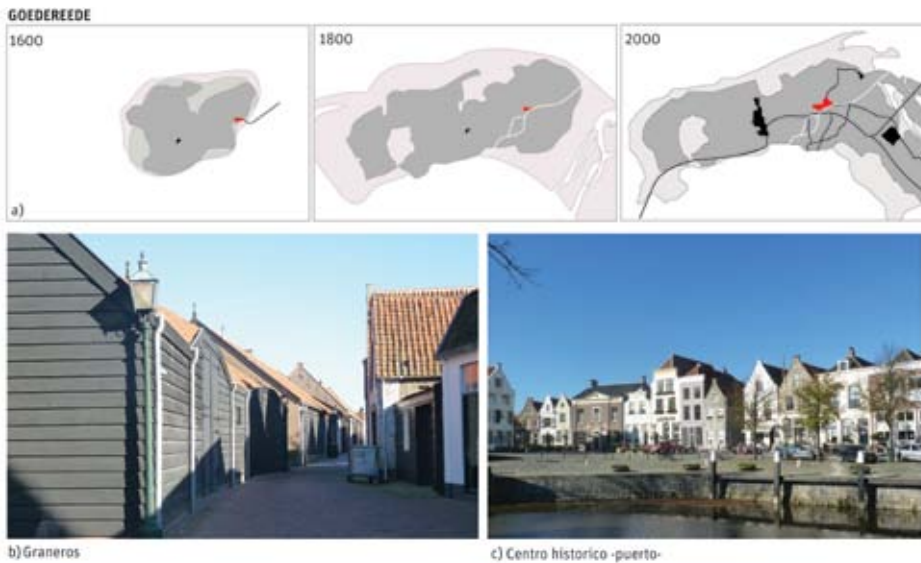 GOEDEREEDE
1600
1800
2000
a)
b) Graneros
c) Centro historico -puerto-